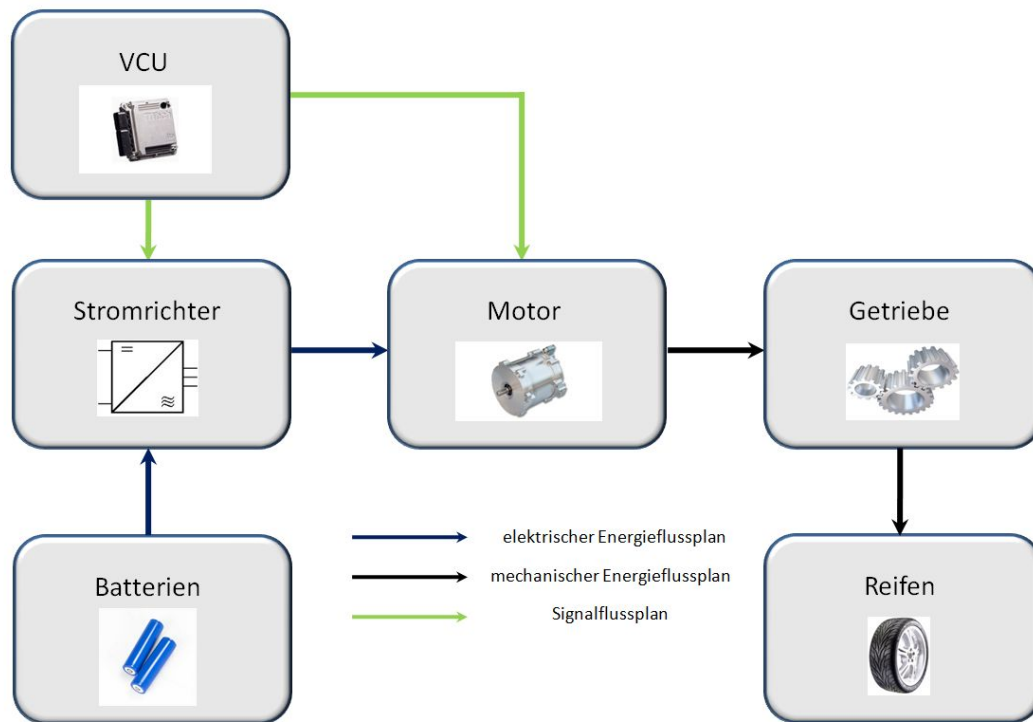 VCU
Stromrichter
Motor
Getriebe
Batterien
elektrischer Energieflussplan
mechanischer Energieflussplan
Signalflussplan
Reifen